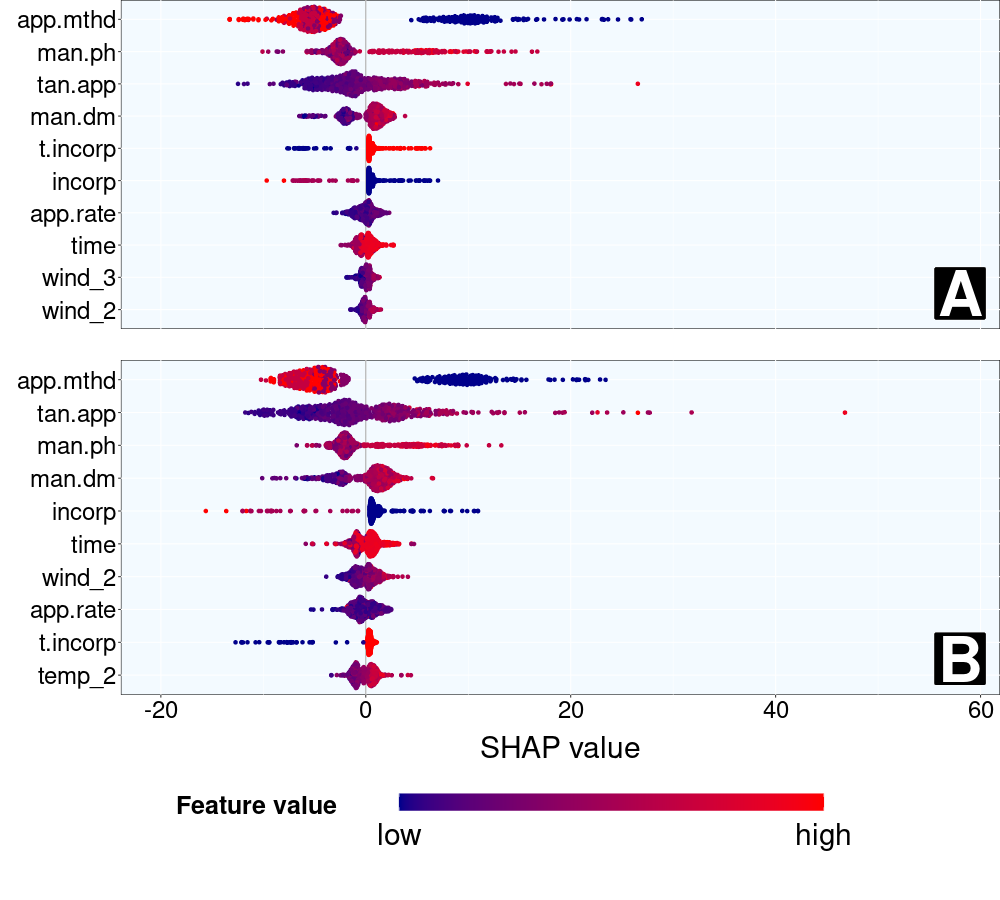 app.mthd
man.ph
tan.app
man.dm
t.incorp
incorp
app.rate
time
wind_3
wind_2
A
app.mthd
tan.app
man.ph
man.dm
incorp
time
wind_2
app.rate
t.incorp
temp_2
B
-20 0 20 40 60
SHAP value
Feature value
low high